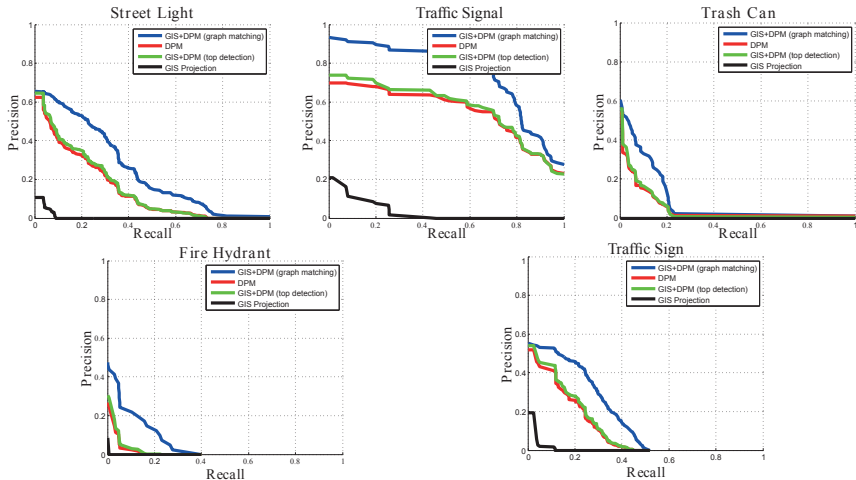 Street Light
GIS+DPM (graph matching)
DPM
GIS+DPM (top detection)
GIS Projection
Precision
1
0.8
0.6
0.4
0.2
0
0 0.2 0.4 0.6 0.8 1
Recall
Traffic Signal
GIS+DPM (graph matching)
DPM
GIS+DPM (top detection)
GIS Projection
Precision
1
0.8
0.6
0.4
0.2
0
0 0.2 0.4 0.6 0.8 1
Recall
Trash Can
GIS+DPM (graph matching)
DPM
GIS+DPM (top detection)
GIS Projection
Precision
1
0.8
0.6
0.4
0.2
0
0 0.2 0.4 0.6 0.8 1
Recall
Fire Hydrant
GIS+DPM (graph matching)
DPM
GIS+DPM (top detection)
GIS Projection
Precision
1
0.8
0.6
0.4
0.2
0
0 0.2 0.4 0.6 0.8 1
Recall
Traffic Sign
GIS+DPM (graph matching)
DPM
GIS+DPM (top detection)
GIS Projection
Precision
1
0.8
0.6
0.4
0.2
0
0 0.2 0.4 0.6 0.8 1
Recall